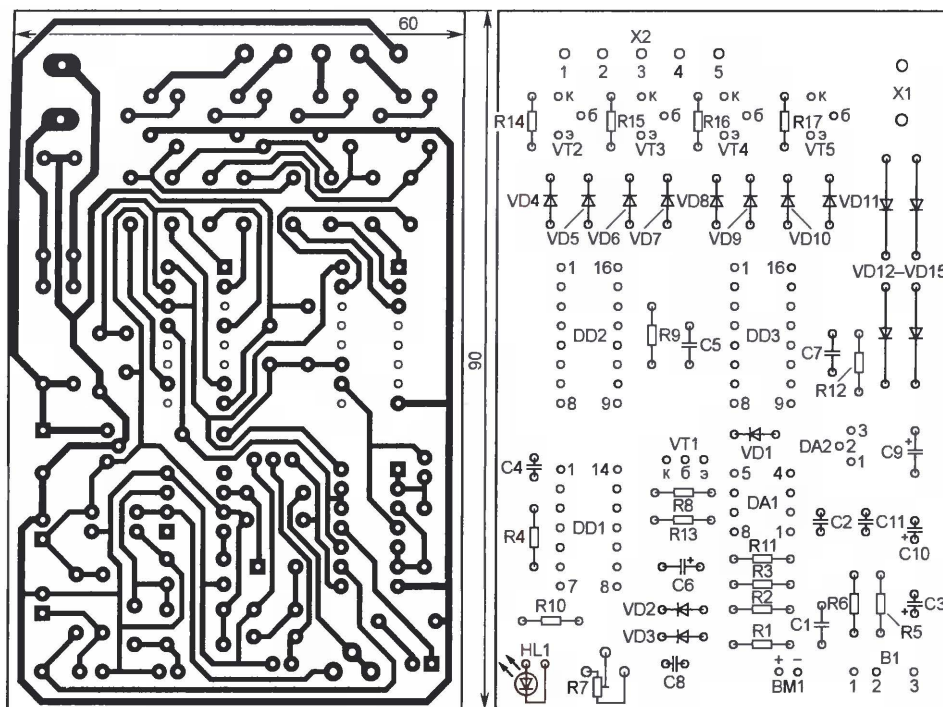 60
90
X2
1 2 3 4 5
X1
R14 к б э VT2
R15 к б э VT3
R16 к б э VT4
R17 к б э VT5
VD4 VD8 VD11
VD5 VD6 VD7 VD9 VD10
VD12–VD15
1 16 1 16
DD2 R9 C5 DD3 C7
R12
8 9 8 9
VD1 DA2 3 2 1 C9 +
VT1
к б э
C4 1 14 5 4
R8
R4 DD1 R13 DA1 C2 C11
8 1 + C10
R11
7 8 C6 + R3
R2 R6 C3 +
R10 VD2 C1 R5
VD3 R1
HL1 B1
R7 C8 + – BM1 1 2 3